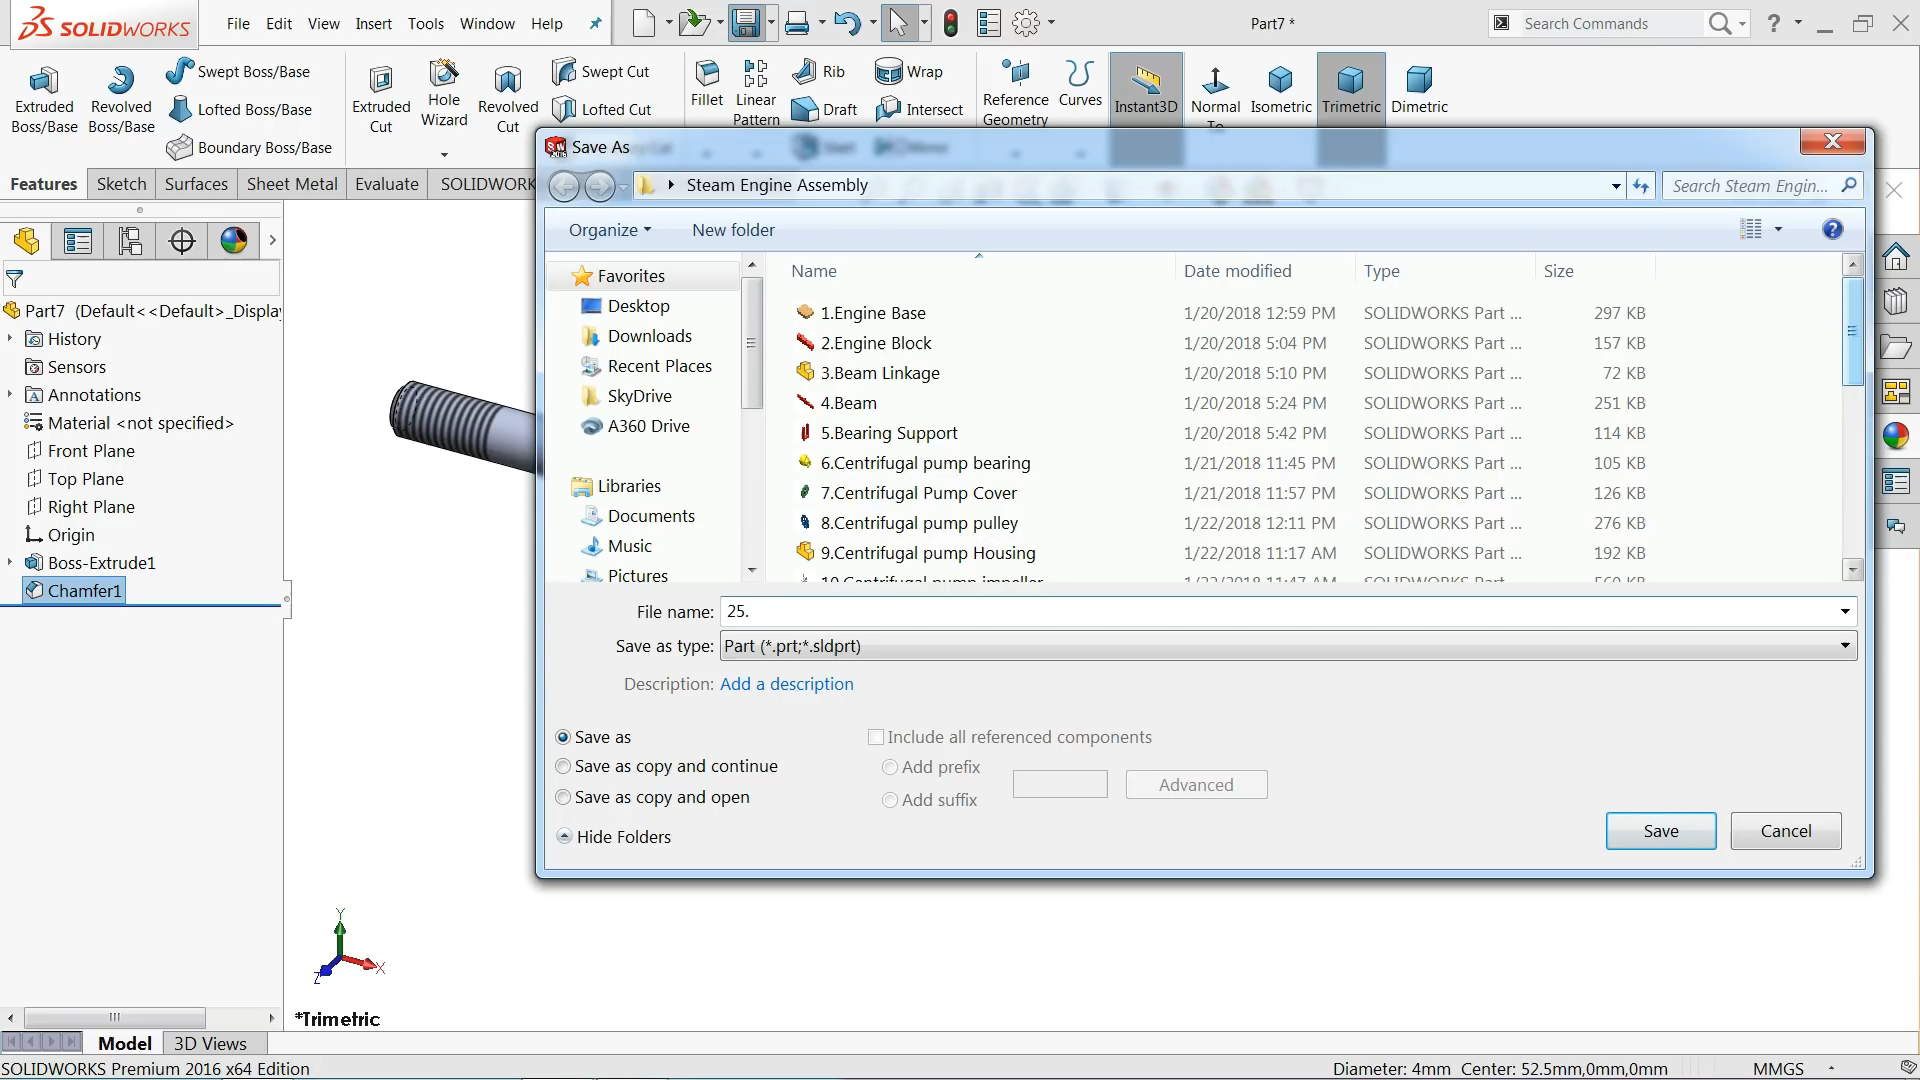 SOLIDWORKS
File Edit View Insert Tools Window Help
Part7 *
Search Commands
Extruded Boss/Base
Revolved Boss/Base
Swept Boss/Base
Lofted Boss/Base
Boundary Boss/Base
Extruded Cut
Hole Wizard
Revolved Cut
Swept Cut
Lofted Cut
Fillet
Linear Pattern
Rib
Draft
Wrap
Intersect
Reference Geometry
Curves
Instant3D
Normal To
Isometric
Trimetric
Dimetric
Features Sketch Surfaces Sheet Metal Evaluate SOLIDWORK
Part7 (Default<<Default>_Displa
History
Sensors
Annotations
Material <not specified>
Front Plane
Top Plane
Right Plane
Origin
Boss-Extrude1
Chamfer1
Save As
Steam Engine Assembly
Search Steam Engin...
Organize
New folder
Favorites
Desktop
Downloads
Recent Places
SkyDrive
A360 Drive
Libraries
Documents
Music
Pictures
Name Date modified Type Size
1.Engine Base 1/20/2018 12:59 PM SOLIDWORKS Part ... 297 KB
2.Engine Block 1/20/2018 5:04 PM SOLIDWORKS Part ... 157 KB
3.Beam Linkage 1/20/2018 5:10 PM SOLIDWORKS Part ... 72 KB
4.Beam 1/20/2018 5:24 PM SOLIDWORKS Part ... 251 KB
5.Bearing Support 1/20/2018 5:42 PM SOLIDWORKS Part ... 114 KB
6.Centrifugal pump bearing 1/21/2018 11:45 PM SOLIDWORKS Part ... 105 KB
7.Centrifugal Pump Cover 1/21/2018 11:57 PM SOLIDWORKS Part ... 126 KB
8.Centrifugal pump pulley 1/22/2018 12:11 PM SOLIDWORKS Part ... 276 KB
9.Centrifugal pump Housing 1/22/2018 11:17 AM SOLIDWORKS Part ... 192 KB
10.Centrifugal pump impeller 1/22/2018 11:47 AM SOLIDWORKS Part ... 560 KB
File name: 25.
Save as type: Part (*.prt;*.sldprt)
Description: Add a description
Save as
Save as copy and continue
Save as copy and open
Include all referenced components
Add prefix
Add suffix
Advanced
Hide Folders
Save
Cancel
Y
X
Z
*Trimetric
Model 3D Views
SOLIDWORKS Premium 2016 x64 Edition
Diameter: 4mm Center: 52.5mm,0mm,0mm
MMGS